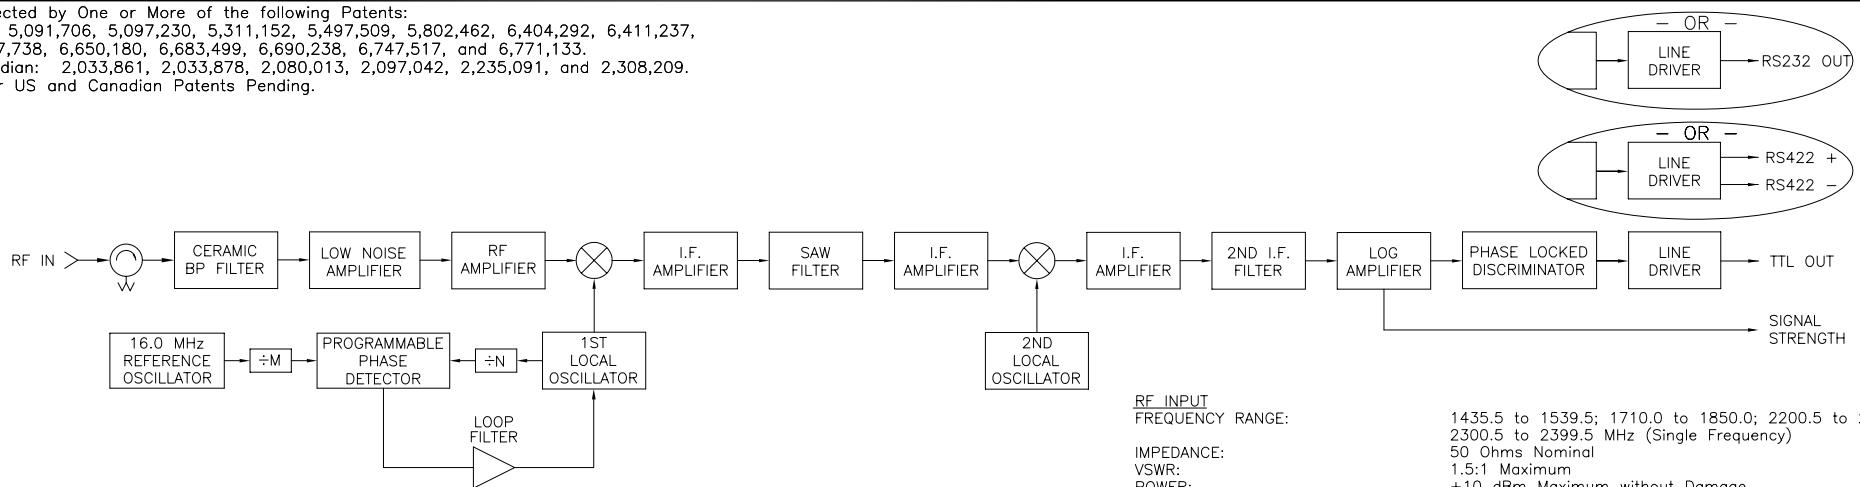 ected by One or More of the following Patents:
5,091,706, 5,097,230, 5,311,152, 5,497,509, 5,802,462, 6,404,292, 6,411,237,
7,738, 6,650,180, 6,683,499, 6,690,238, 6,747,517, and 6,771,133.
dian: 2,033,861, 2,033,878, 2,080,013, 2,097,042, 2,235,091, and 2,308,209.
r US and Canadian Patents Pending.
– OR –
LINE
DRIVER
RS232 OUT
– OR –
LINE
DRIVER
RS422 +
RS422 –
RF IN
CERAMIC
BP FILTER
LOW NOISE
AMPLIFIER
RF
AMPLIFIER
I.F.
AMPLIFIER
SAW
FILTER
I.F.
AMPLIFIER
I.F.
AMPLIFIER
2ND I.F.
FILTER
LOG
AMPLIFIER
PHASE LOCKED
DISCRIMINATOR
LINE
DRIVER
TTL OUT
SIGNAL
STRENGTH
16.0 MHz
REFERENCE
OSCILLATOR
÷M
PROGRAMMABLE
PHASE
DETECTOR
÷N
1ST
LOCAL
OSCILLATOR
2ND
LOCAL
OSCILLATOR
LOOP
FILTER
RF INPUT
FREQUENCY RANGE: 1435.5 to 1539.5; 1710.0 to 1850.0; 2200.5 to
2300.5 to 2399.5 MHz (Single Frequency)
IMPEDANCE: 50 Ohms Nominal
VSWR: 1.5:1 Maximum
POWER: +10 dBm Maximum without Damage